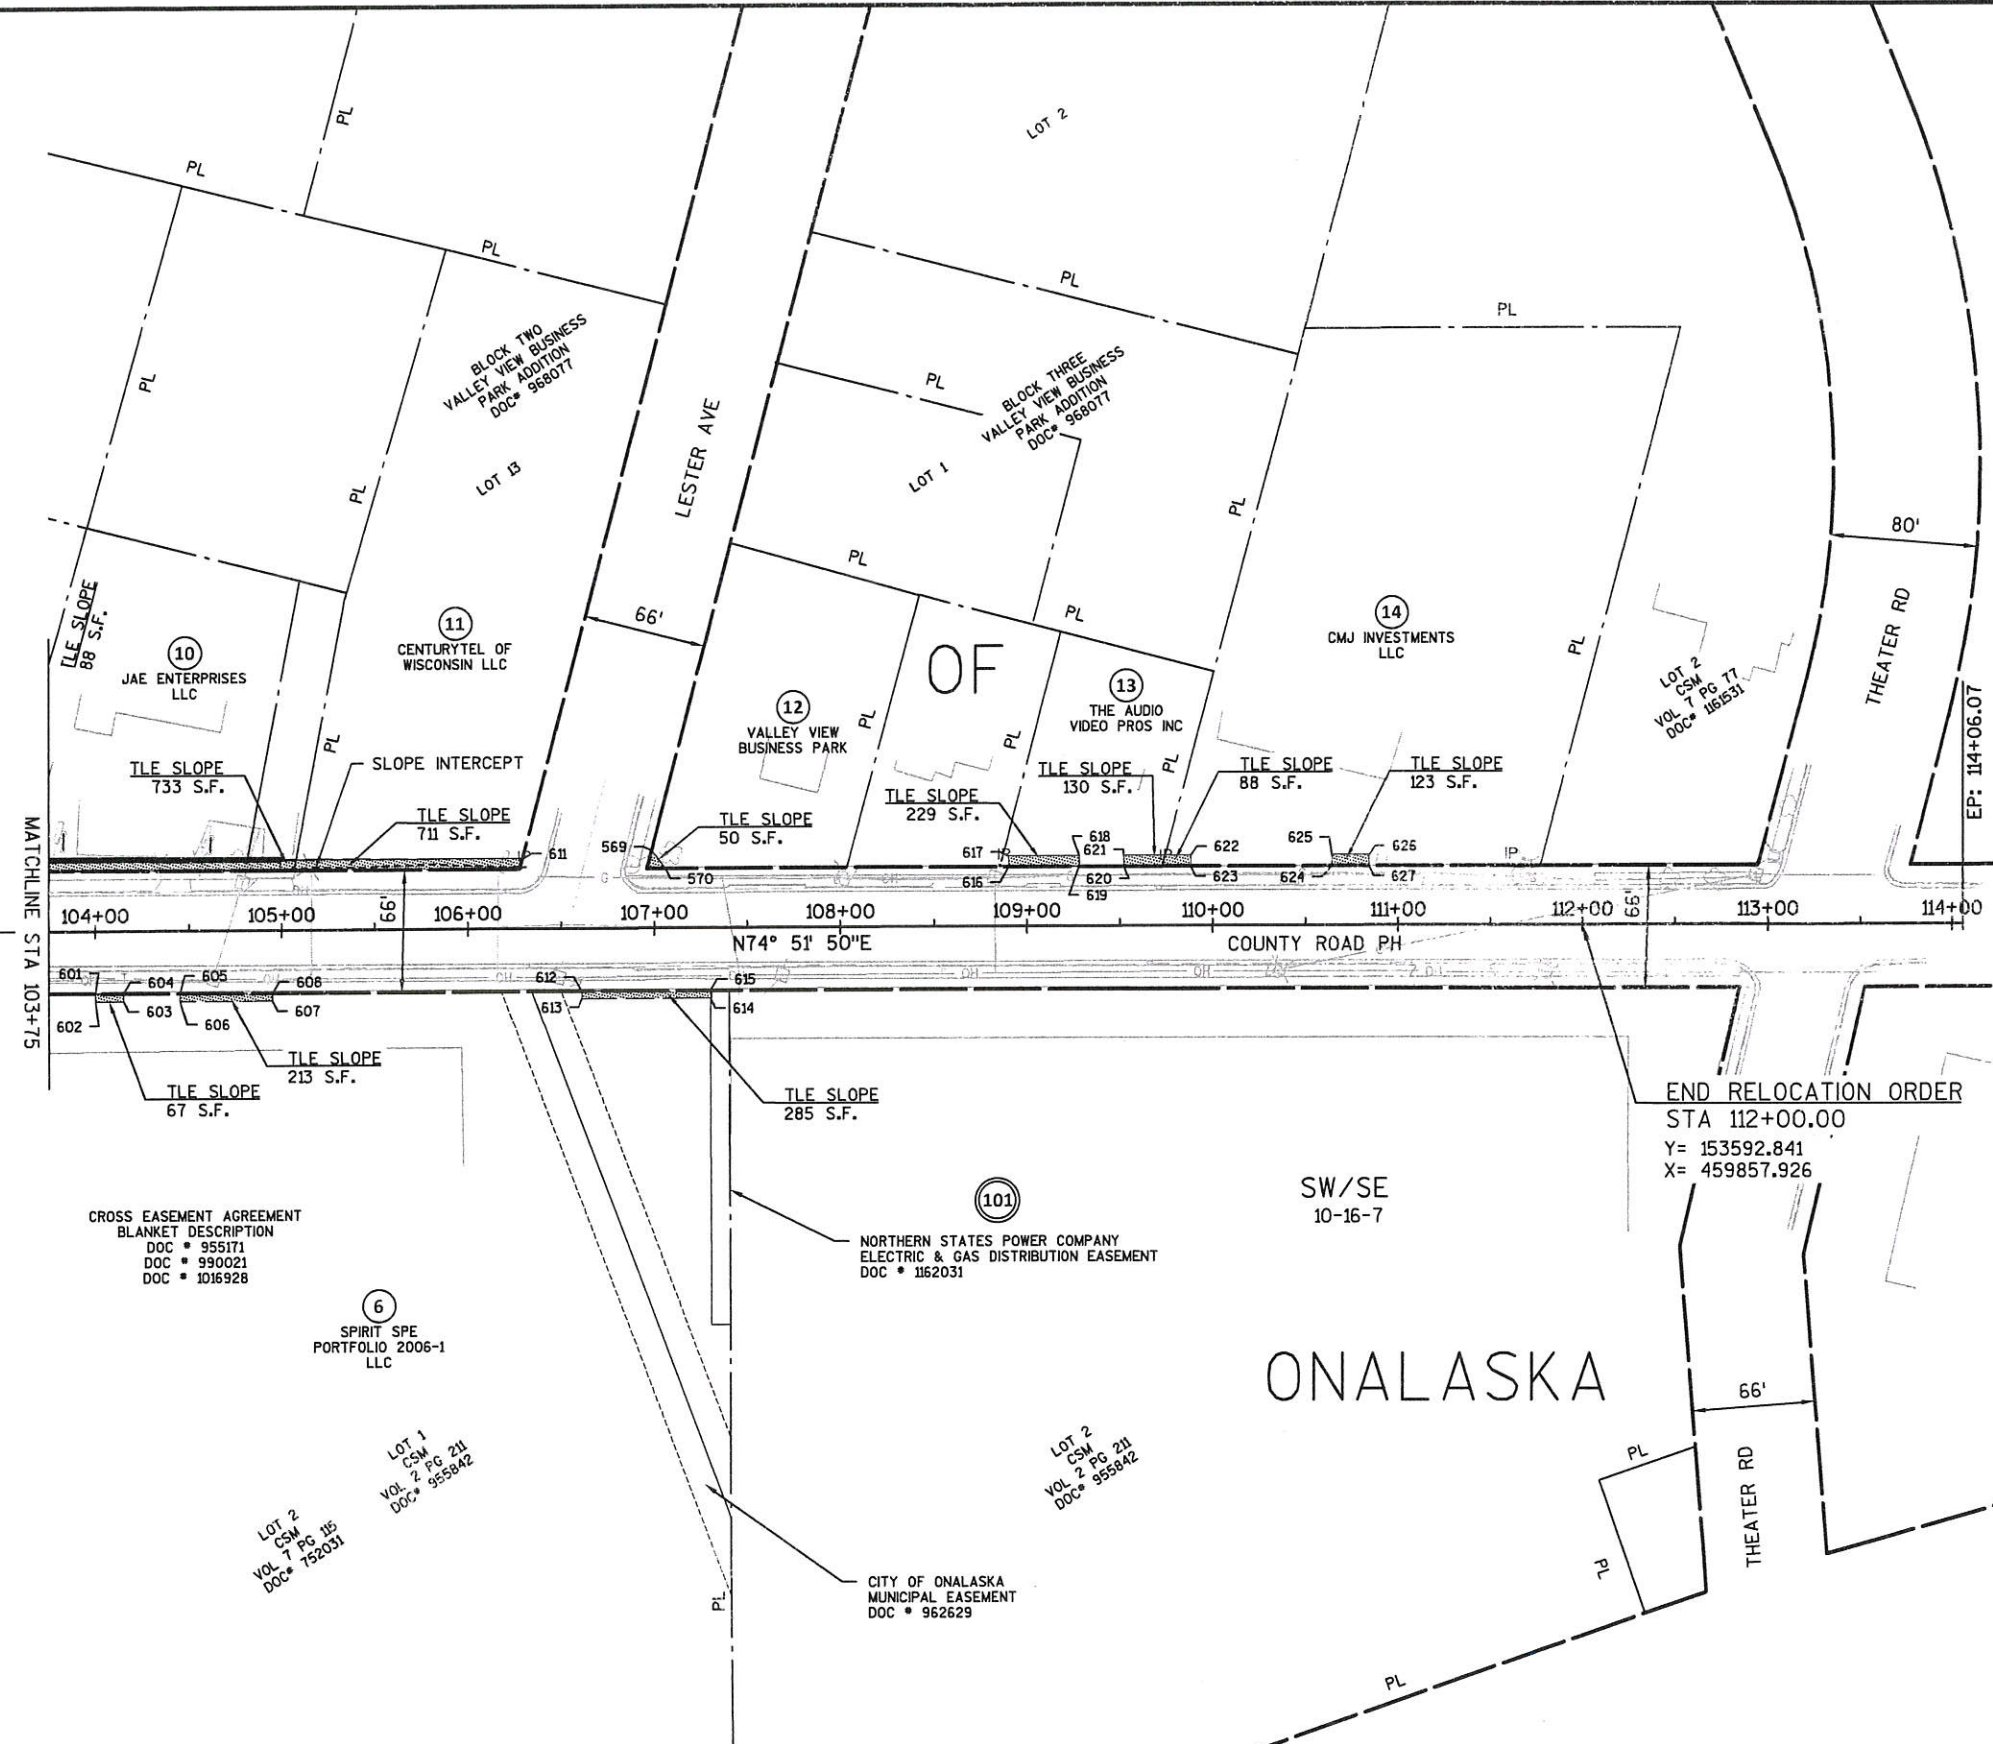 PL
PL
LOT 2
PL
PL
PL
BLOCK TWO
VALLEY VIEW BUSINESS
PARK ADDITION
DOC# 968077
BLOCK THREE
VALLEY VIEW BUSINESS
PARK ADDITION
DOC# 968077
PL
PL
LESTER AVE
LOT 13
PL
LOT 1
PL
80'
PL
TLE SLOPE
88 S.F.
66'
PL
10
JAE ENTERPRISES
LLC
11
CENTURYTEL OF
WISCONSIN LLC
OF
14
CMJ INVESTMENTS
LLC
PL
THEATER RD
12
VALLEY VIEW
BUSINESS PARK
PL
PL
13
THE AUDIO
VIDEO PROS INC
PL
LOT 2
CSM
VOL 7 PG 77
DOC# 1161531
EP: 114+06.07
PL
SLOPE INTERCEPT
TLE SLOPE
733 S.F.
TLE SLOPE
711 S.F.
TLE SLOPE
50 S.F.
TLE SLOPE
229 S.F.
TLE SLOPE
130 S.F.
TLE SLOPE
88 S.F.
TLE SLOPE
123 S.F.
611
569
570
617
616
618
621
620
619
622
623
625
624
626
627
MATCHLINE STA 103+75
104+00
105+00
66'
106+00
107+00
108+00
109+00
110+00
111+00
112+00
66'
113+00
114+00
N74° 51' 50"E
COUNTY ROAD PH
601
604
605
608
612
615
602
603
606
607
613
614
TLE SLOPE
213 S.F.
TLE SLOPE
67 S.F.
TLE SLOPE
285 S.F.
END RELOCATION ORDER
STA 112+00.00
Y= 153592.841
X= 459857.926
101
SW/SE
10-16-7
CROSS EASEMENT AGREEMENT
BLANKET DESCRIPTION
DOC # 955171
DOC # 990021
DOC # 1016928
NORTHERN STATES POWER COMPANY
ELECTRIC & GAS DISTRIBUTION EASEMENT
DOC # 1162031
6
SPIRIT SPE
PORTFOLIO 2006-1
LLC
ONALASKA
66'
LOT 1
CSM
VOL 2 PG 211
DOC# 955842
LOT 2
CSM
VOL 2 PG 211
DOC# 955842
PL
THEATER RD
LOT 2
CSM
VOL 7 PG 115
DOC# 752031
PL
PL
CITY OF ONALASKA
MUNICIPAL EASEMENT
DOC # 962629
PL